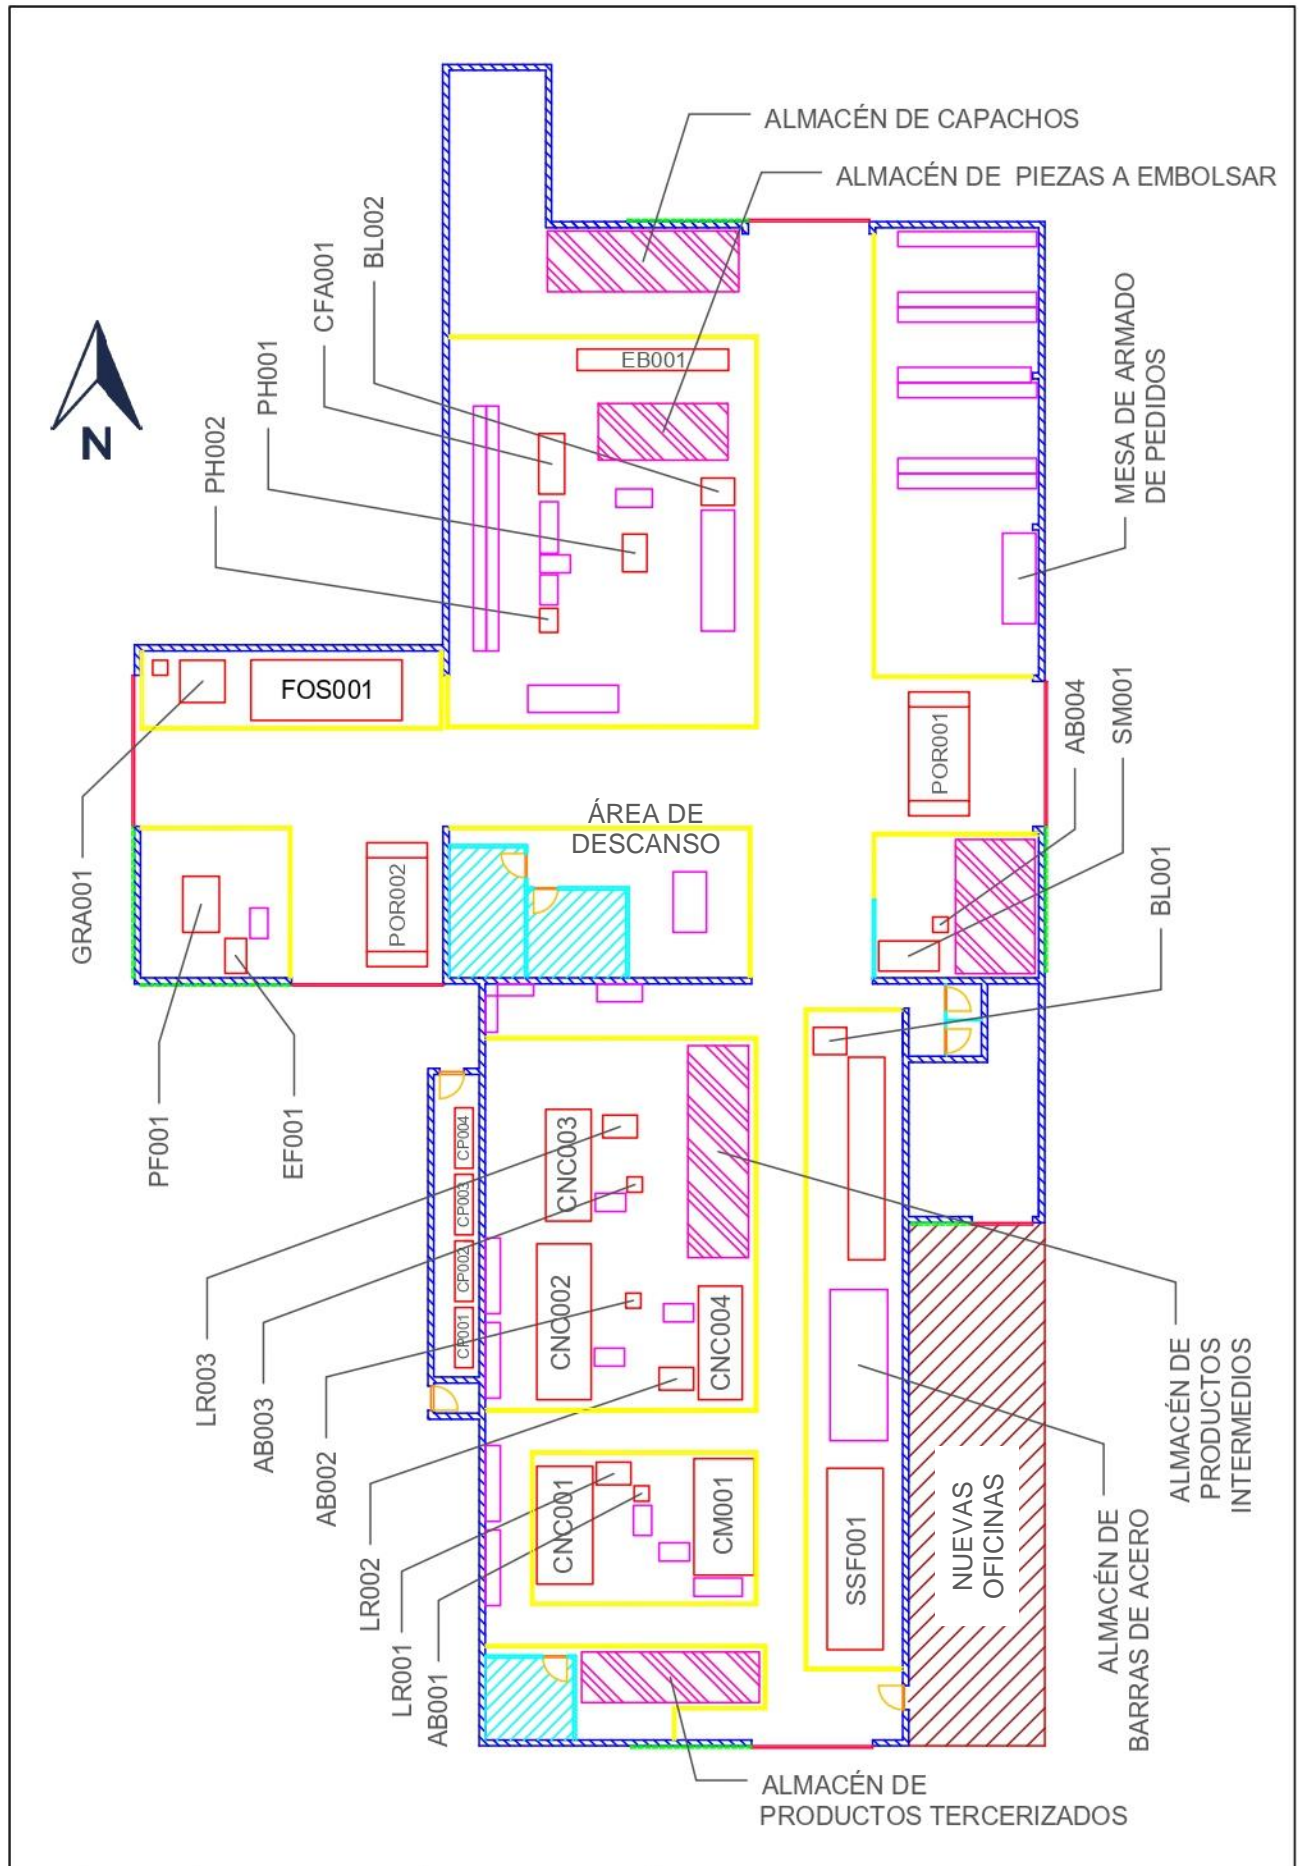 ALMACÉN DE CAPACHOS
ALMACÉN DE PIEZAS A EMBOLSAR
BL002
CFA001
PH001
PH002
N
EB001
MESA DE ARMADO
DE PEDIDOS
FOS001
GRA001
POR001
AB004
SM001
ÁREA DE
DESCANSO
POR002
BL001
PF001
EF001
CP004
CP003
CP002
CP001
CNC003
CNC002
CNC004
LR003
AB003
AB002
LR002
LR001
AB001
CNC001
CM001
SSF001
NUEVAS
OFICINAS
ALMACÉN DE
PRODUCTOS
INTERMEDIOS
ALMACÉN DE
BARRAS DE ACERO
ALMACÉN DE
PRODUCTOS TERCERIZADOS